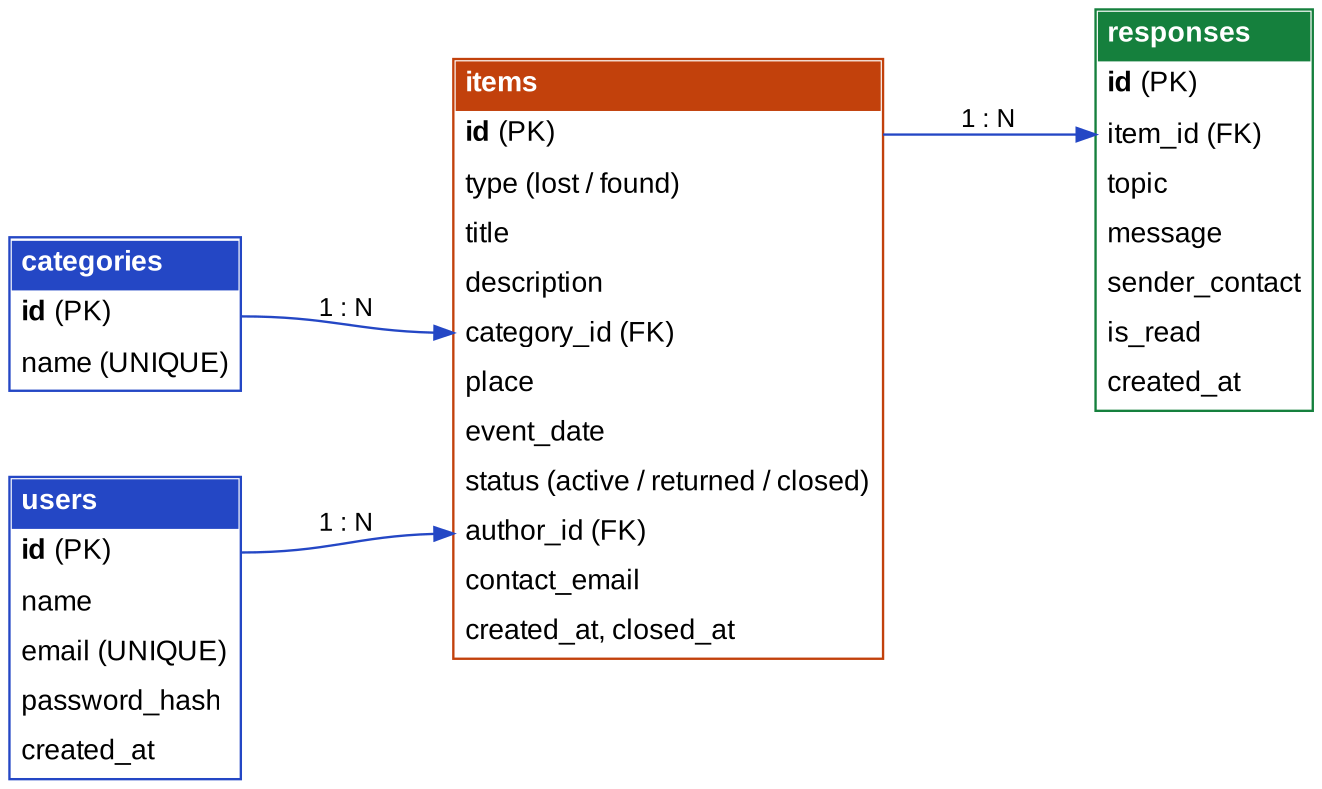 categories
id (PK)
name (UNIQUE)
users
id (PK)
name
email (UNIQUE)
password_hash
created_at
1 : N
1 : N
items
id (PK)
type (lost / found)
title
description
category_id (FK)
place
event_date
status (active / returned / closed)
author_id (FK)
contact_email
created_at, closed_at
1 : N
responses
id (PK)
item_id (FK)
topic
message
sender_contact
is_read
created_at